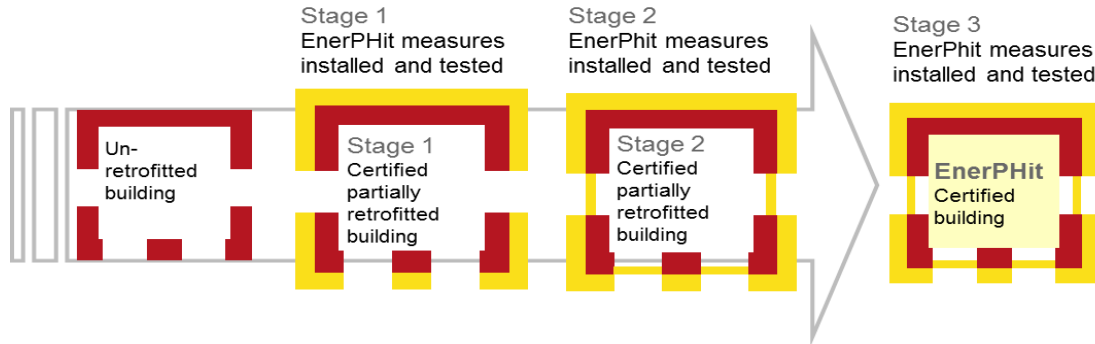 Stage 1
EnerPHit measures
installed and tested
Stage 2
EnerPhit measures
installed and tested
Stage 3
EnerPhit measures
installed and tested
Un-
retrofitted
building
Stage 1
Certified
partially
retrofitted
building
Stage 2
Certified
partially
retrofitted
building
EnerPHit
Certified
building